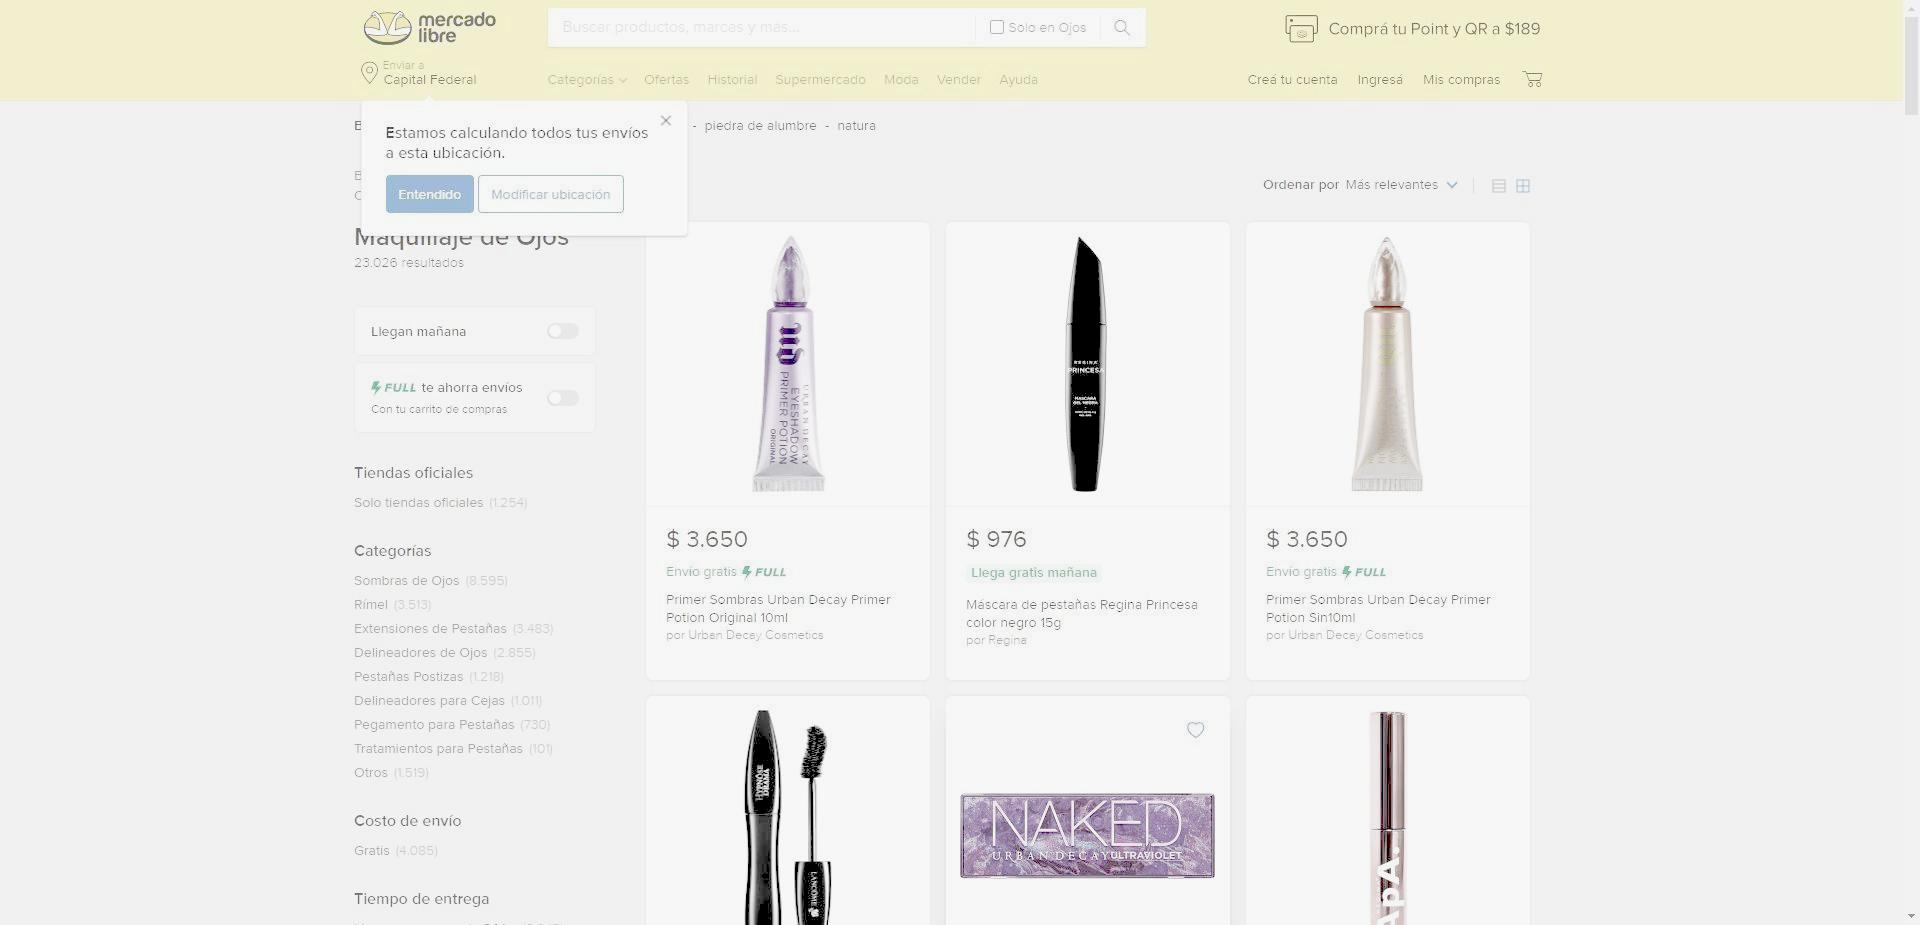 mercado
libre
Buscar productos, marcas y más...
Solo en Ojos
Comprá tu Point y QR a $189
Enviar a
Capital Federal
Categorías
Ofertas
Historial
Supermercado
Moda
Vender
Ayuda
Creá tu cuenta
Ingresá
Mis compras
Estamos calculando todos tus envíos
a esta ubicación.
Entendido
Modificar ubicación
- piedra de alumbre - natura
Ordenar por Más relevantes
Maquillaje de Ojos
23.026 resultados
Llegan mañana
FULL te ahorra envíos
Con tu carrito de compras
Tiendas oficiales
Solo tiendas oficiales (1.254)
Categorías
Sombras de Ojos (8.595)
Rímel (3.513)
Extensiones de Pestañas (3.483)
Delineadores de Ojos (2.855)
Pestañas Postizas (1.218)
Delineadores para Cejas (1.011)
Pegamento para Pestañas (730)
Tratamientos para Pestañas (101)
Otros (1.519)
Costo de envío
Gratis (4.085)
Tiempo de entrega
URBAN DECAY
EYESHADOW
PRIMER POTION
ORIGINAL
$ 3.650
Envío gratis FULL
Primer Sombras Urban Decay Primer
Potion Original 10ml
por Urban Decay Cosmetics
REGINA
PRINCESA
$ 976
Llega gratis mañana
Máscara de pestañas Regina Princesa
color negro 15g
por Regina
$ 3.650
Envío gratis FULL
Primer Sombras Urban Decay Primer
Potion Sin10ml
por Urban Decay Cosmetics
HYPNÔSE
DRAMA
LANCÔME
NAKED
URBAN DECAY ULTRAVIOLET